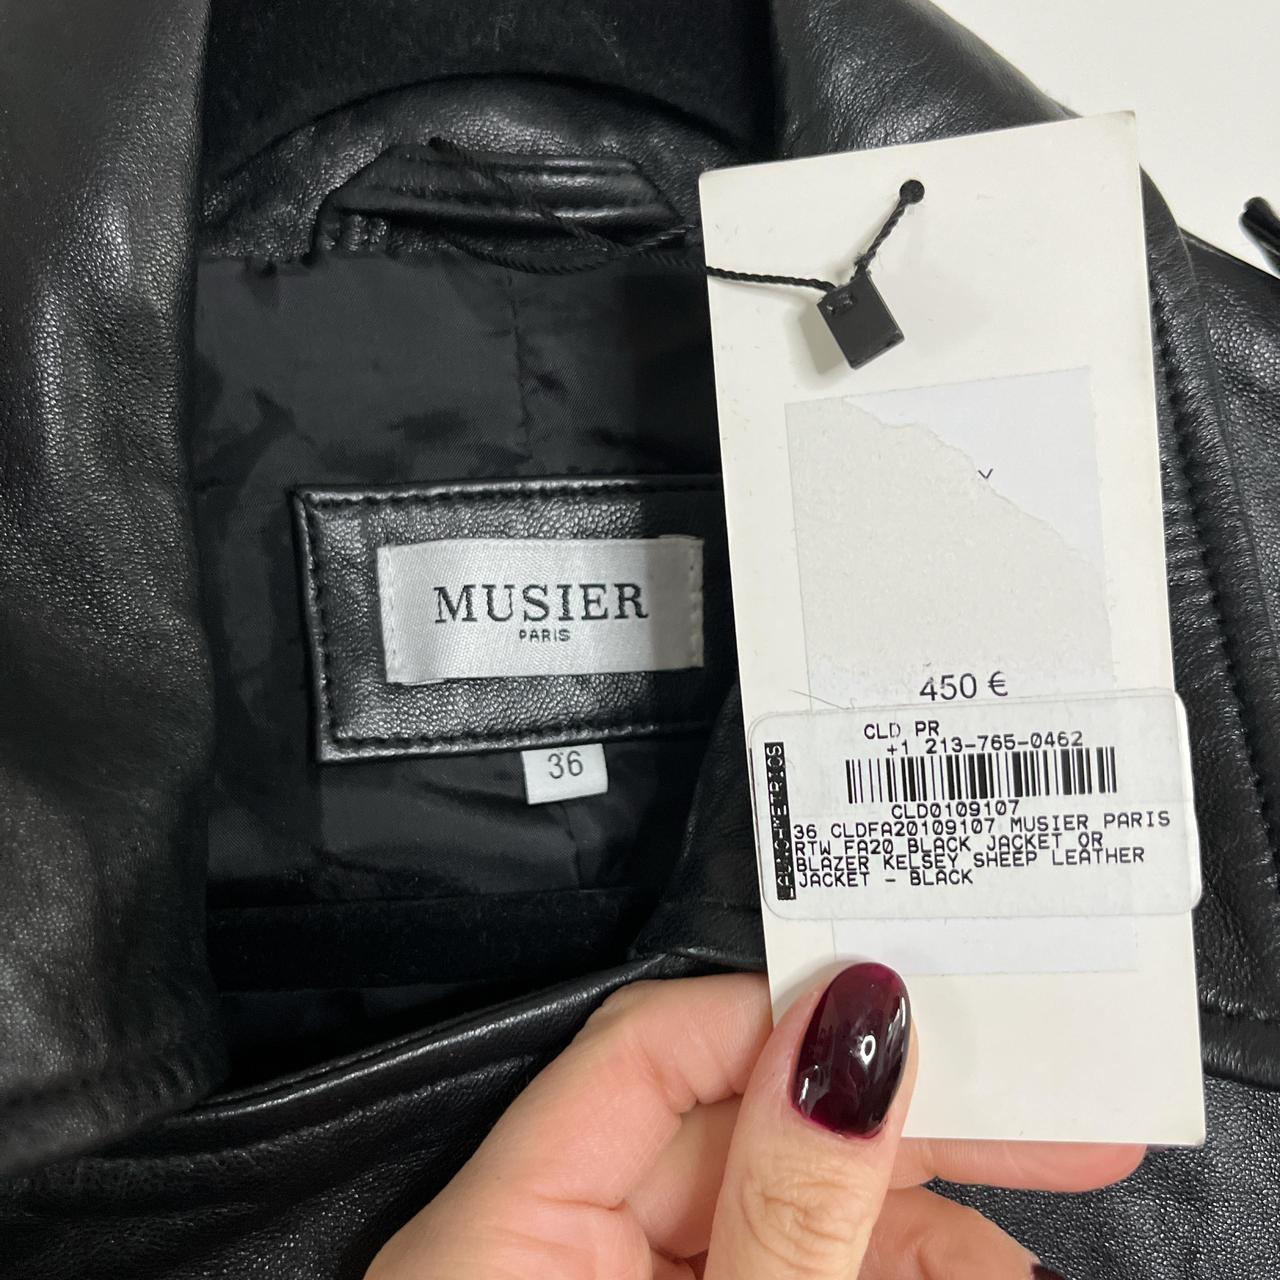 MUSIER
PARIS
36
450 €
CLD PR
+1 213-765-0462
CLD0109107
36 CLDFA20109107 MUSIER PARIS
RTW FA20 BLACK JACKET OR
BLAZER KELSEY SHEEP LEATHER
JACKET - BLACK
LAUNCHMETRICS